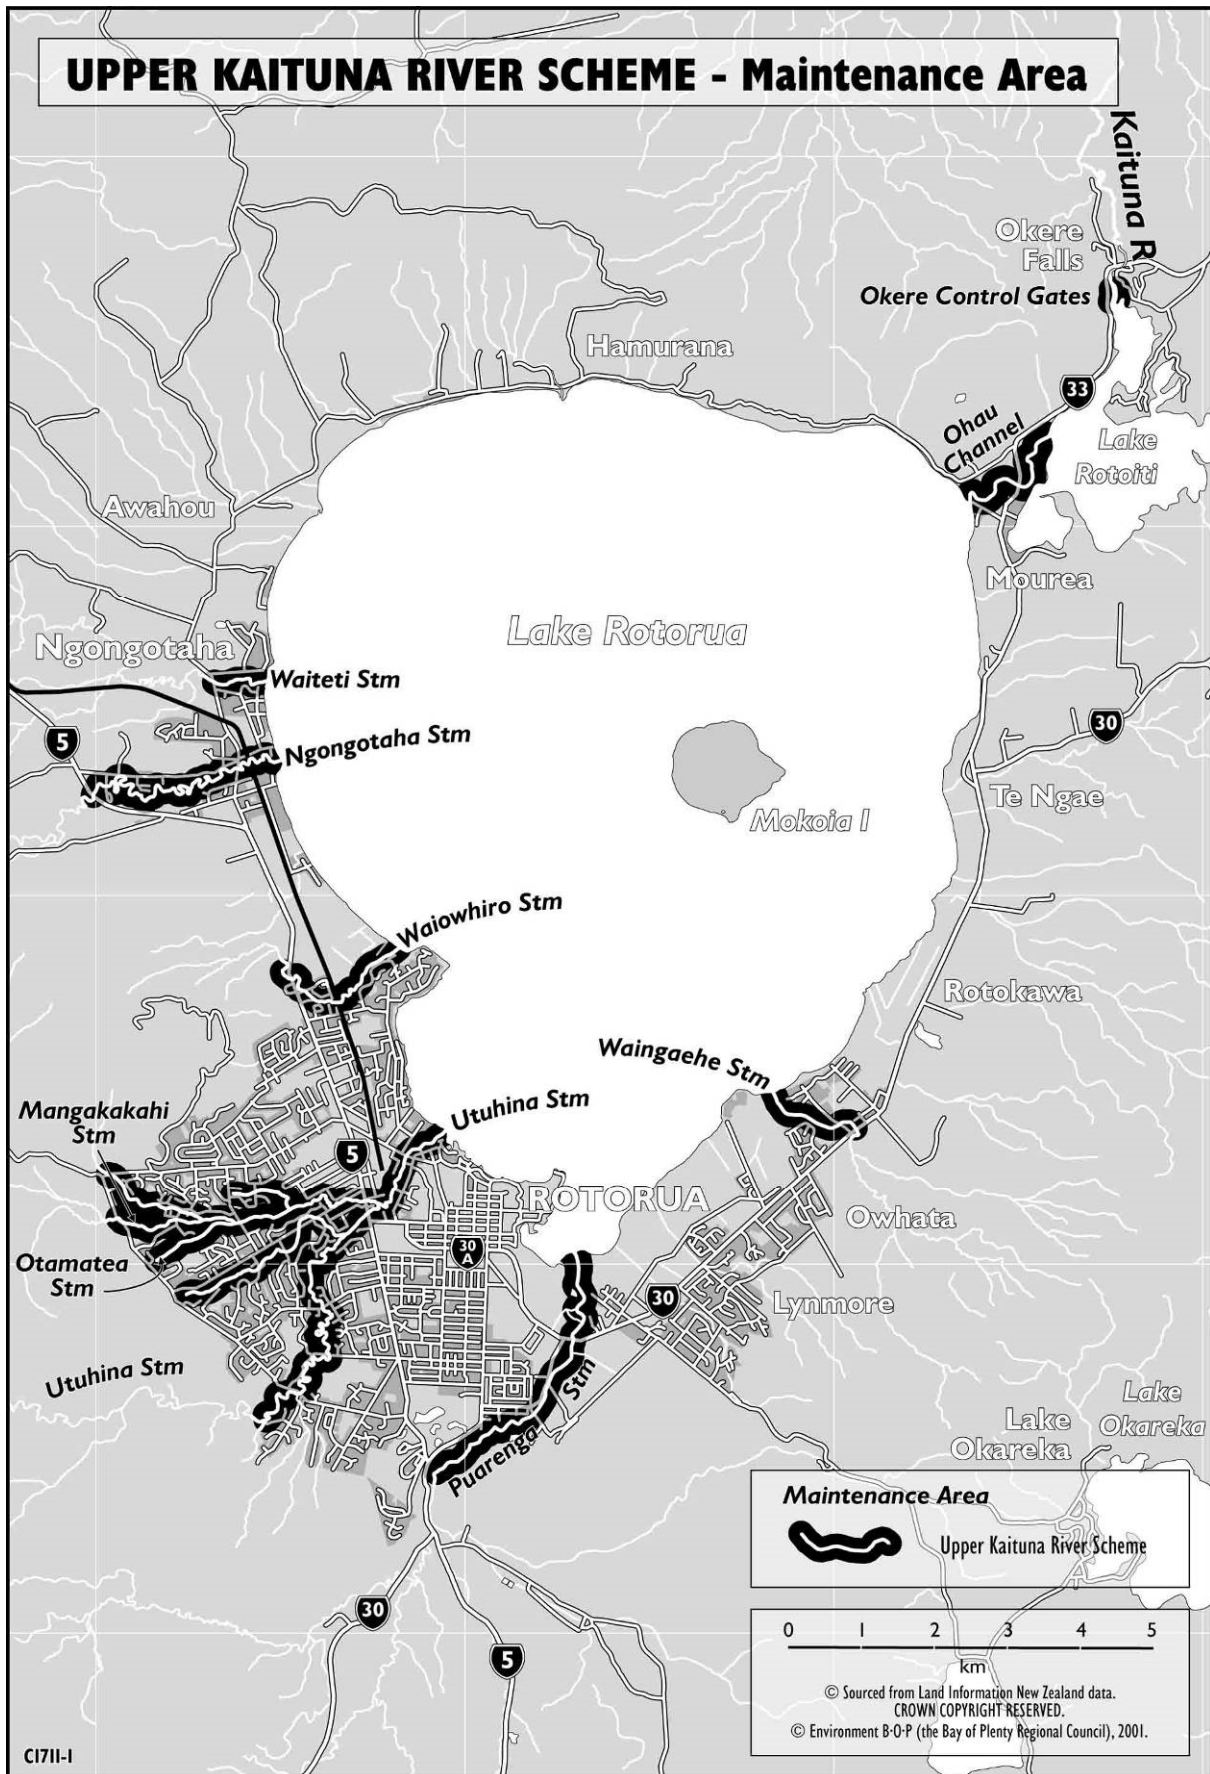 UPPER KAITUNA RIVER SCHEME - Maintenance Area
Kaituna R
Okere
Falls
Okere Control Gates
Hamurana
33
Ohau
Channel
Lake
Rotoiti
Awahou
Mourea
Lake Rotorua
Ngongotaha
Waiteti Stm
5
Ngongotaha Stm
30
Te Ngae
Mokoia I
Waiowhiro Stm
Rotokawa
Waingaehe Stm
Mangakakahi
Stm
Utuhina Stm
5
ROTORUA
Owhata
30
A
Otamatea
Stm
30
Lynmore
Utuhina Stm
Puarenga Stm
Lake
Okareka
Lake
Okareka
Maintenance Area
Upper Kaituna River Scheme
30
5
0 1 2 3 4 5
km
© Sourced from Land Information New Zealand data.
CROWN COPYRIGHT RESERVED.
© Environment B·O·P (the Bay of Plenty Regional Council), 2001.
C1711-1